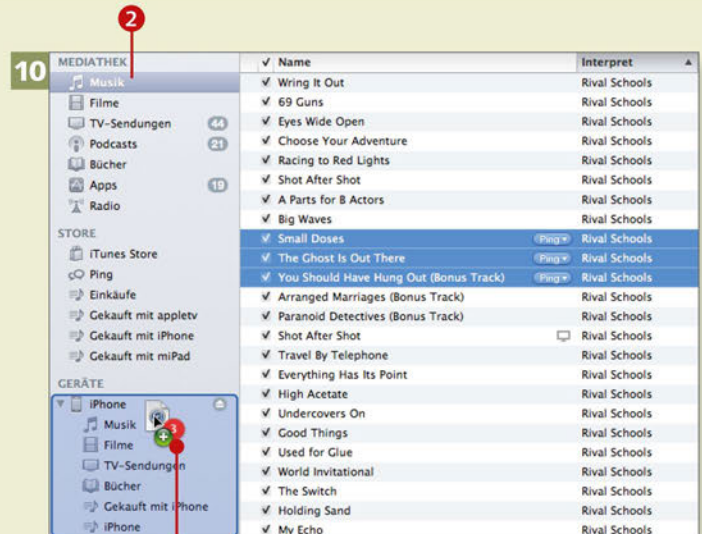 2
10
MEDIATHEK
Musik
Filme
TV-Sendungen 44
Podcasts 21
Bücher
Apps 19
Radio
STORE
iTunes Store
Ping
Einkäufe
Gekauft mit appletv
Gekauft mit iPhone
Gekauft mit miPad
GERÄTE
iPhone
Musik
3
Filme
TV-Sendungen
Bücher
Gekauft mit iPhone
iPhone
✓ Name Interpret
✓ Wring It Out Rival Schools
✓ 69 Guns Rival Schools
✓ Eyes Wide Open Rival Schools
✓ Choose Your Adventure Rival Schools
✓ Racing to Red Lights Rival Schools
✓ Shot After Shot Rival Schools
✓ A Parts for B Actors Rival Schools
✓ Big Waves Rival Schools
✓ Small Doses Ping Rival Schools
✓ The Ghost Is Out There Ping Rival Schools
✓ You Should Have Hung Out (Bonus Track) Ping Rival Schools
✓ Arranged Marriages (Bonus Track) Rival Schools
✓ Paranoid Detectives (Bonus Track) Rival Schools
✓ Shot After Shot Rival Schools
✓ Travel By Telephone Rival Schools
✓ Everything Has Its Point Rival Schools
✓ High Acetate Rival Schools
✓ Undercovers On Rival Schools
✓ Good Things Rival Schools
✓ Used for Glue Rival Schools
✓ World Invitational Rival Schools
✓ The Switch Rival Schools
✓ Holding Sand Rival Schools
✓ My Echo Rival Schools